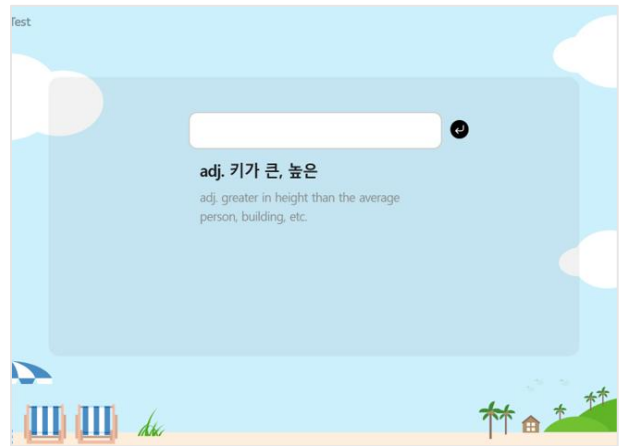 Test
adj. 키가 큰, 높은
adj. greater in height than the average
person, building, etc.